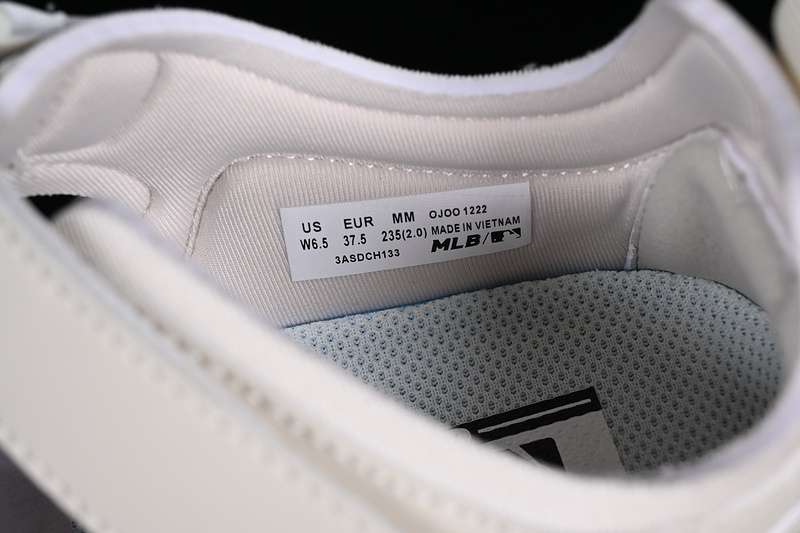 US EUR MM OJOO 1222
W6.5 37.5 235(2.0) MADE IN VIETNAM
3ASDCH133 MLB/